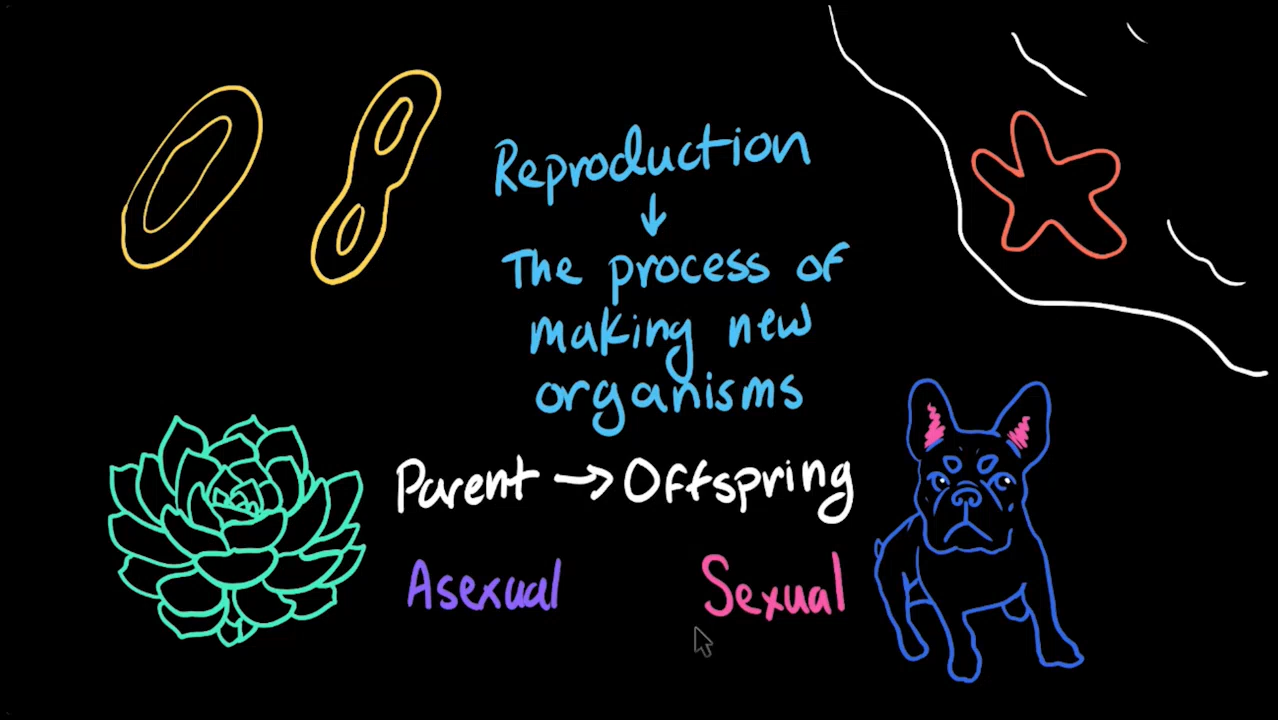 Reproduction
↓
The process of
making new
organisms
Parent → Offspring
Asexual
Sexual